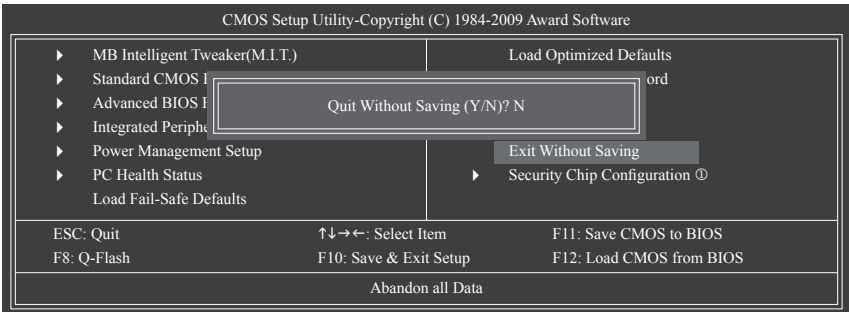 CMOS Setup Utility-Copyright (C) 1984-2009 Award Software
MB Intelligent Tweaker(M.I.T.) Load Optimized Defaults
Standard CMOS
Advanced BIOS
Quit Without Saving (Y/N)? N
Integrated
Power Management Setup Exit Without Saving
PC Health Status Security Chip Configuration ①
Load Fail-Safe Defaults
ESC: Quit ↑↓→←: Select Item F11: Save CMOS to BIOS
F8: Q-Flash F10: Save & Exit Setup F12: Load CMOS from BIOS
Abandon all Data